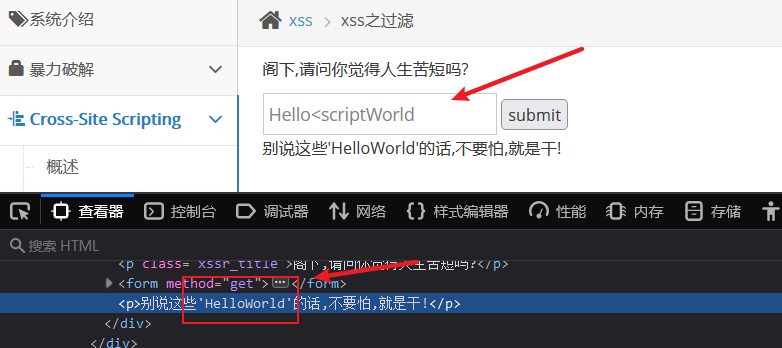 系统介绍
xss > xss之过滤
暴力破解
阁下,请问你觉得人生苦短吗?
Cross-Site Scripting
Hello<scriptWorld submit
概述
别说这些'HelloWorld'的话,不要怕,就是干!
查看器 控制台 调试器 网络 样式编辑器 性能 内存 存储
搜索 HTML
<p class="xssr_title">阁下,请问你觉得人生苦短吗?</p>
<form method="get"> </form>
<p>别说这些'HelloWorld'的话,不要怕,就是干!</p>
</div>
</div>